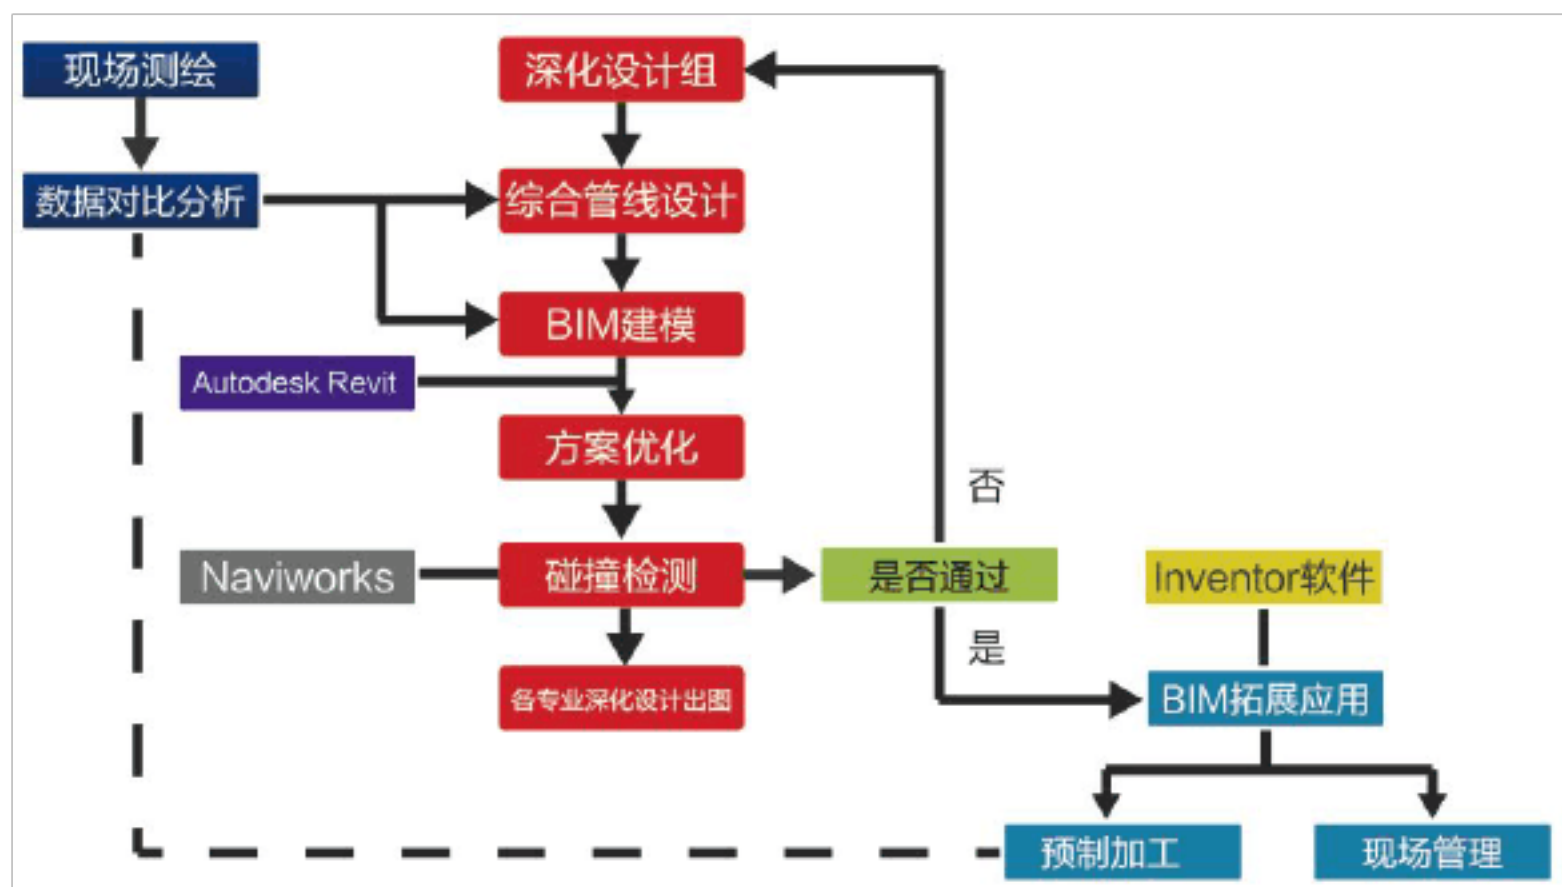 现场测绘
深化设计组
数据对比分析
综合管线设计
BIM建模
Autodesk Revit
方案优化
否
Naviworks
碰撞检测
是否通过
Inventor软件
是
各专业深化设计出图
BIM拓展应用
预制加工
现场管理